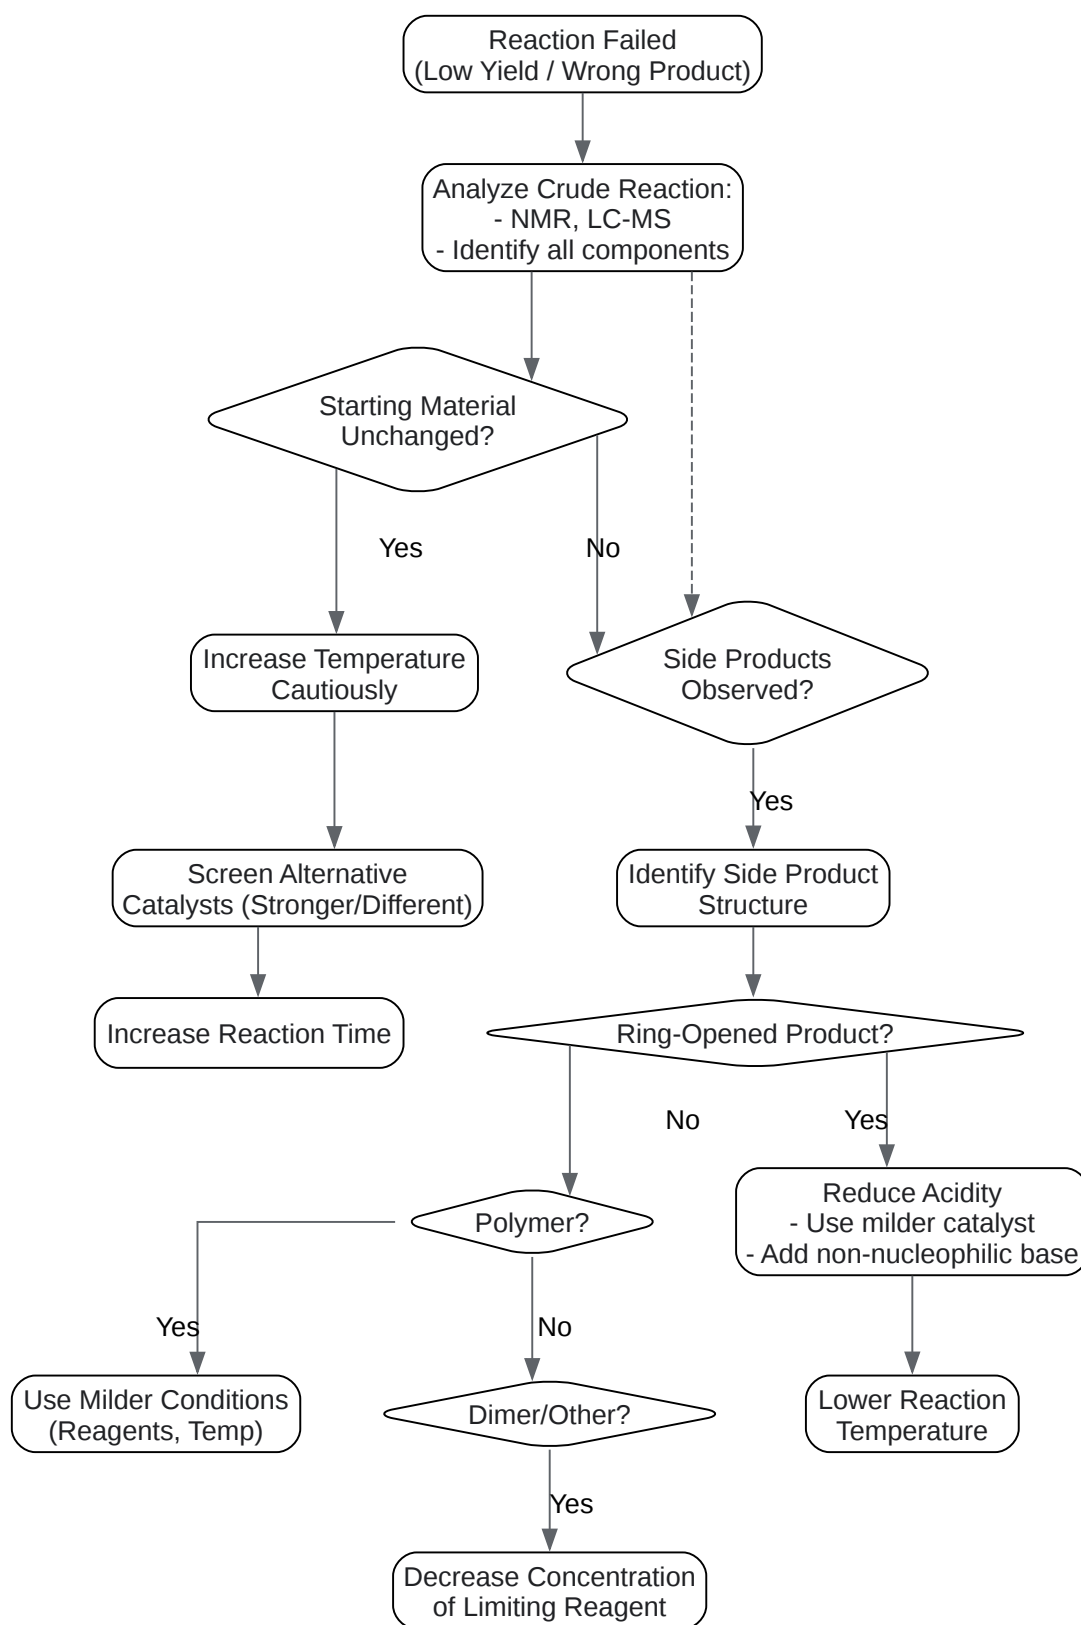 Reaction Failed
(Low Yield / Wrong Product)
Analyze Crude Reaction:
- NMR, LC-MS
- Identify all components
Starting Material
Unchanged?
Yes
No
Increase Temperature
Cautiously
Side Products
Observed?
Yes
Screen Alternative
Catalysts (Stronger/Different)
Identify Side Product
Structure
Increase Reaction Time
Ring-Opened Product?
No
Yes
Reduce Acidity
- Use milder catalyst
- Add non-nucleophilic base
Polymer?
Yes
No
Use Milder Conditions
(Reagents, Temp)
Dimer/Other?
Lower Reaction
Temperature
Yes
Decrease Concentration
of Limiting Reagent